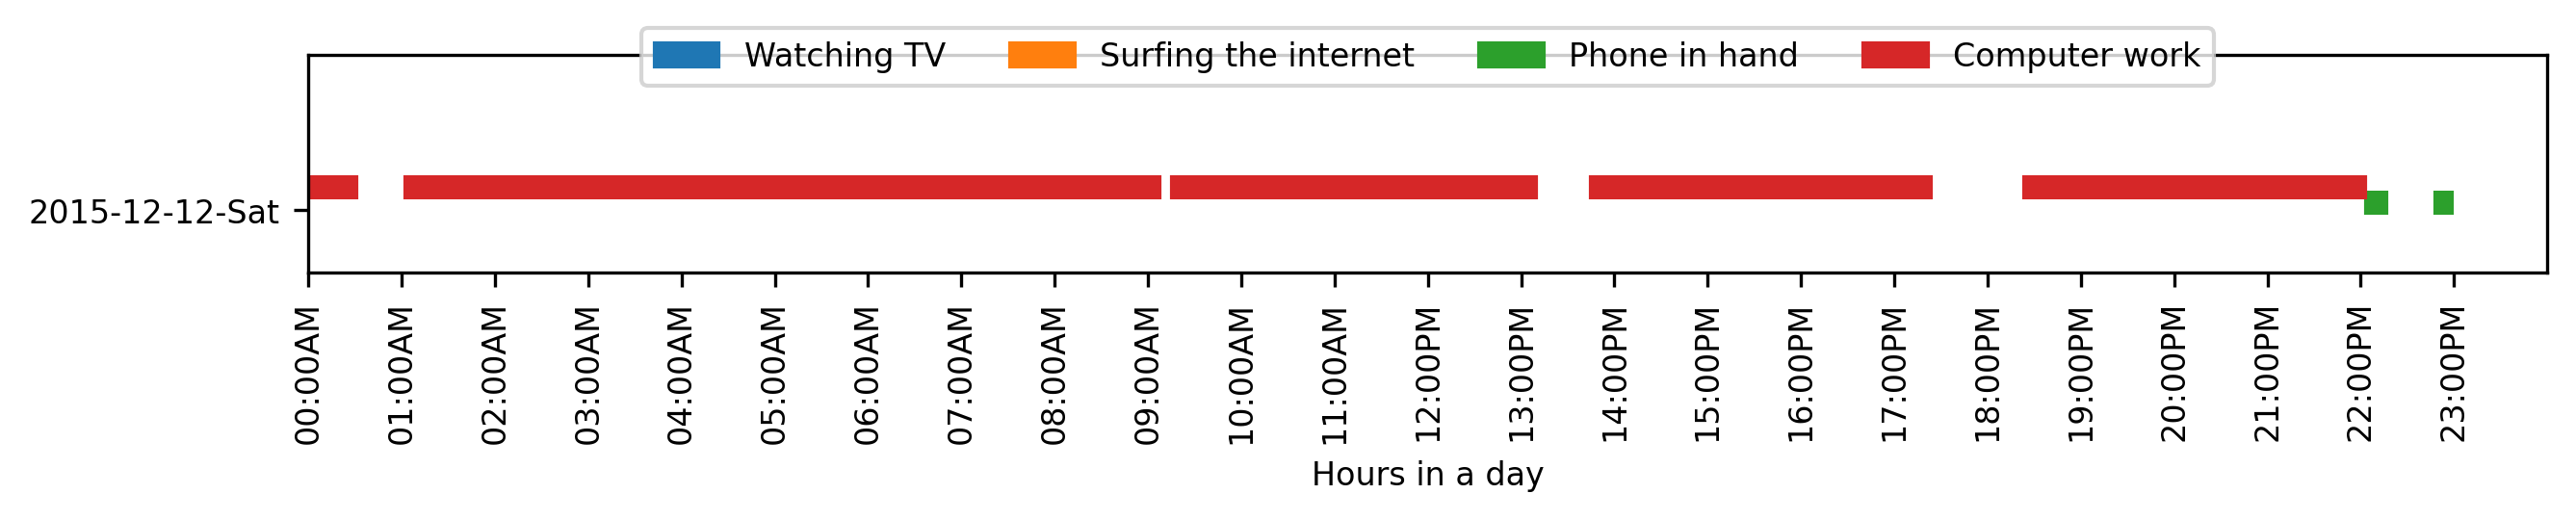 Watching TV Surfing the internet Phone in hand Computer work
2015-12-12-Sat
00:00AM
01:00AM
02:00AM
03:00AM
04:00AM
05:00AM
06:00AM
07:00AM
08:00AM
09:00AM
10:00AM
11:00AM
12:00PM
13:00PM
14:00PM
15:00PM
16:00PM
17:00PM
18:00PM
19:00PM
20:00PM
21:00PM
22:00PM
23:00PM
Hours in a day